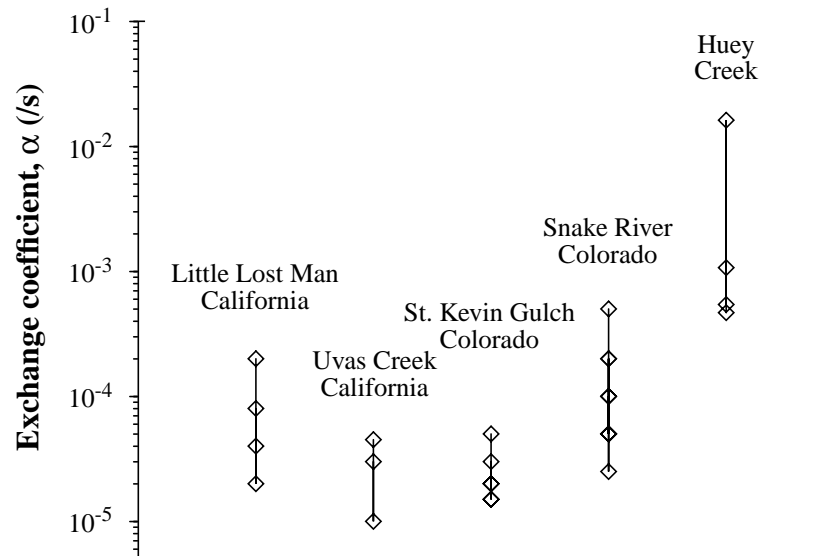 Exchange coefficient, α (/s)
10⁻¹
10⁻²
10⁻³
10⁻⁴
10⁻⁵
Huey
Creek
Snake River
Colorado
Little Lost Man
California
St. Kevin Gulch
Colorado
Uvas Creek
California